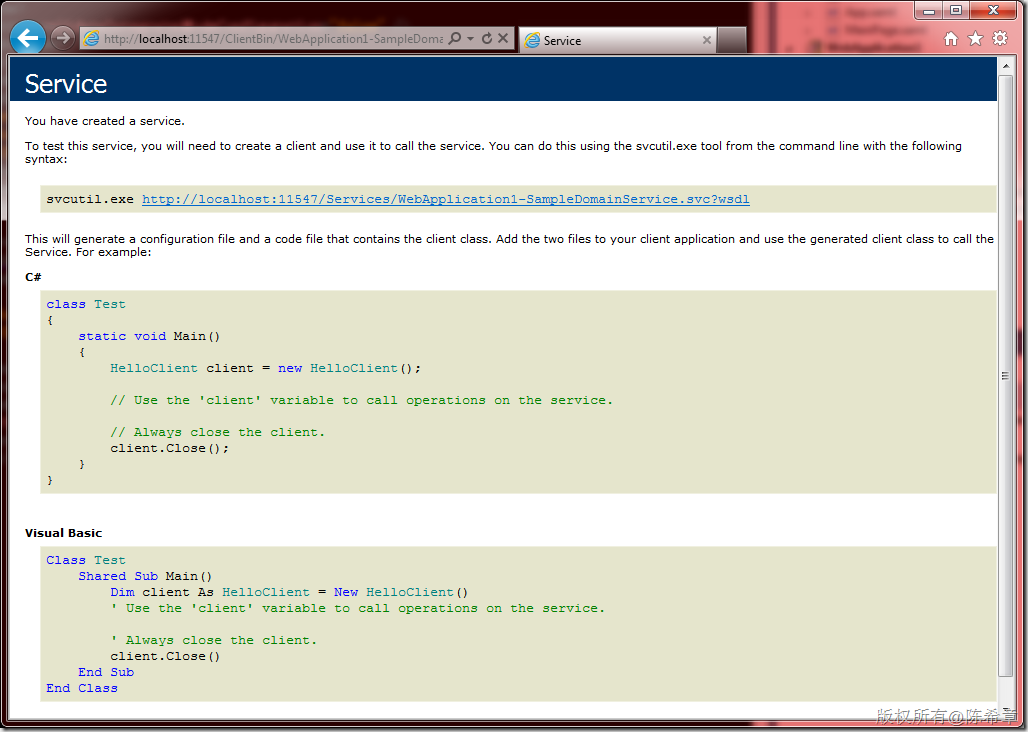 http://localhost:11547/ClientBin/WebApplication1-SampleDoma
Service
Service
You have created a service.
To test this service, you will need to create a client and use it to call the service. You can do this using the svcutil.exe tool from the command line with the following
syntax:
svcutil.exe http://localhost:11547/Services/WebApplication1-SampleDomainService.svc?wsdl
This will generate a configuration file and a code file that contains the client class. Add the two files to your client application and use the generated client class to call the
Service. For example:
C#
class Test
{
    static void Main()
    {
        HelloClient client = new HelloClient();
        // Use the 'client' variable to call operations on the service.
        // Always close the client.
        client.Close();
    }
}
Visual Basic
Class Test
    Shared Sub Main()
        Dim client As HelloClient = New HelloClient()
        ' Use the 'client' variable to call operations on the service.
        ' Always close the client.
        client.Close()
    End Sub
End Class
版权所有@陈希章